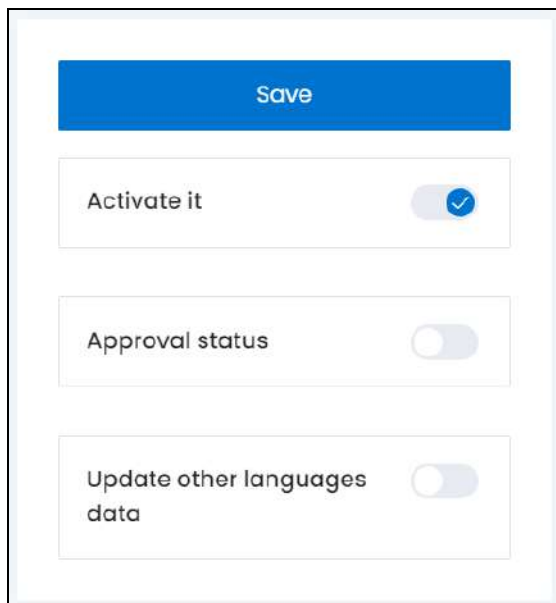 Save
Activate it
Approval status
Update other languages
data